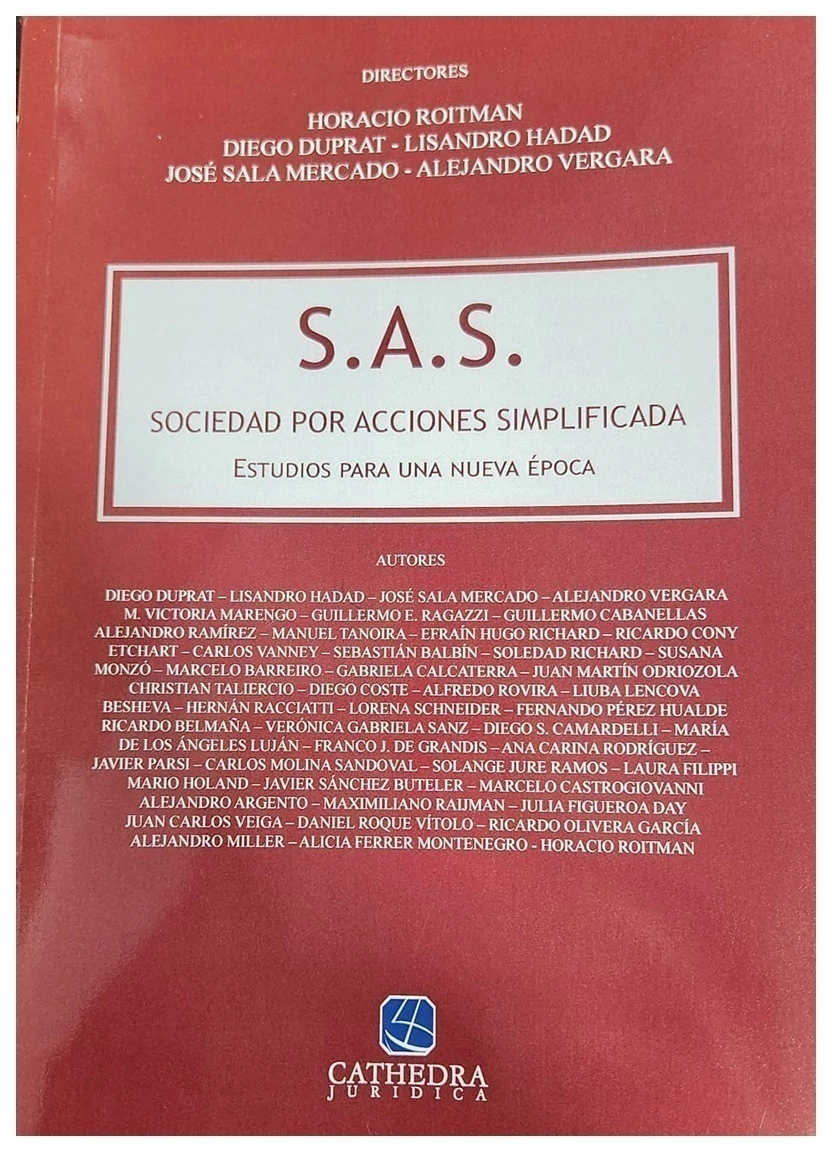 DIRECTORES
HORACIO ROITMAN
DIEGO DUPRAT - LISANDRO HADAD
JOSÉ SALA MERCADO - ALEJANDRO VERGARA
S.A.S.
SOCIEDAD POR ACCIONES SIMPLIFICADA
ESTUDIOS PARA UNA NUEVA ÉPOCA
AUTORES
DIEGO DUPRAT – LISANDRO HADAD – JOSÉ SALA MERCADO – ALEJANDRO VERGARA
M. VICTORIA MARENGO – GUILLERMO E. RAGAZZI – GUILLERMO CABANELLAS
ALEJANDRO RAMÍREZ – MANUEL TANOIRA – EFRAÍN HUGO RICHARD – RICARDO CONY
ETCHART – CARLOS VANNEY – SEBASTIÁN BALBÍN – SOLEDAD RICHARD – SUSANA
MONZÓ – MARCELO BARREIRO – GABRIELA CALCATERRA – JUAN MARTÍN ODRIOZOLA
CHRISTIAN TALIERCIO – DIEGO COSTE – ALFREDO ROVIRA – LIUBA LENCOVA
BESHEVA – HERNÁN RACCIATTI – LORENA SCHNEIDER – FERNANDO PÉREZ HUALDE
RICARDO BELMAÑA – VERÓNICA GABRIELA SANZ – DIEGO S. CAMARDELLI – MARÍA
DE LOS ÁNGELES LUJÁN – FRANCO J. DE GRANDIS – ANA CARINA RODRÍGUEZ –
JAVIER PARSI – CARLOS MOLINA SANDOVAL – SOLANGE JURE RAMOS – LAURA FILIPPI
MARIO HOLAND – JAVIER SÁNCHEZ BUTELER – MARCELO CASTROGIOVANNI
ALEJANDRO ARGENTO – MAXIMILIANO RAIJMAN – JULIA FIGUEROA DAY
JUAN CARLOS VEIGA – DANIEL ROQUE VÍTOLO – RICARDO OLIVERA GARCÍA
ALEJANDRO MILLER – ALICIA FERRER MONTENEGRO - HORACIO ROITMAN
CATHEDRA
JURIDICA